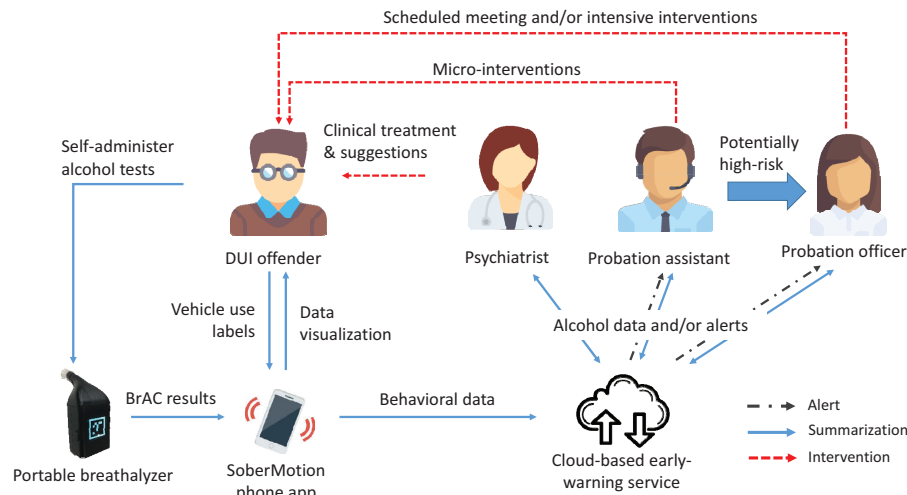 Scheduled meeting and/or intensive interventions
Micro-interventions
Self-administer
alcohol tests
Clinical treatment
& suggestions
Potentially
high-risk
DUI offender
Psychiatrist
Probation assistant
Probation officer
Vehicle use
labels
Data
visualization
Alcohol data and/or alerts
BrAC results
Behavioral data
Alert
Summarization
Intervention
Portable breathalyzer
SoberMotion
phone app
Cloud-based early-
warning service